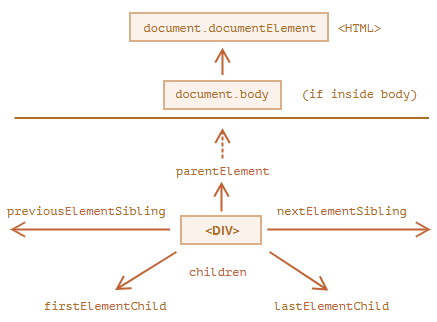 document.documentElement <HTML>
document.body (if inside body)
parentElement
previousElementSibling nextElementSibling
<DIV>
children
firstElementChild lastElementChild